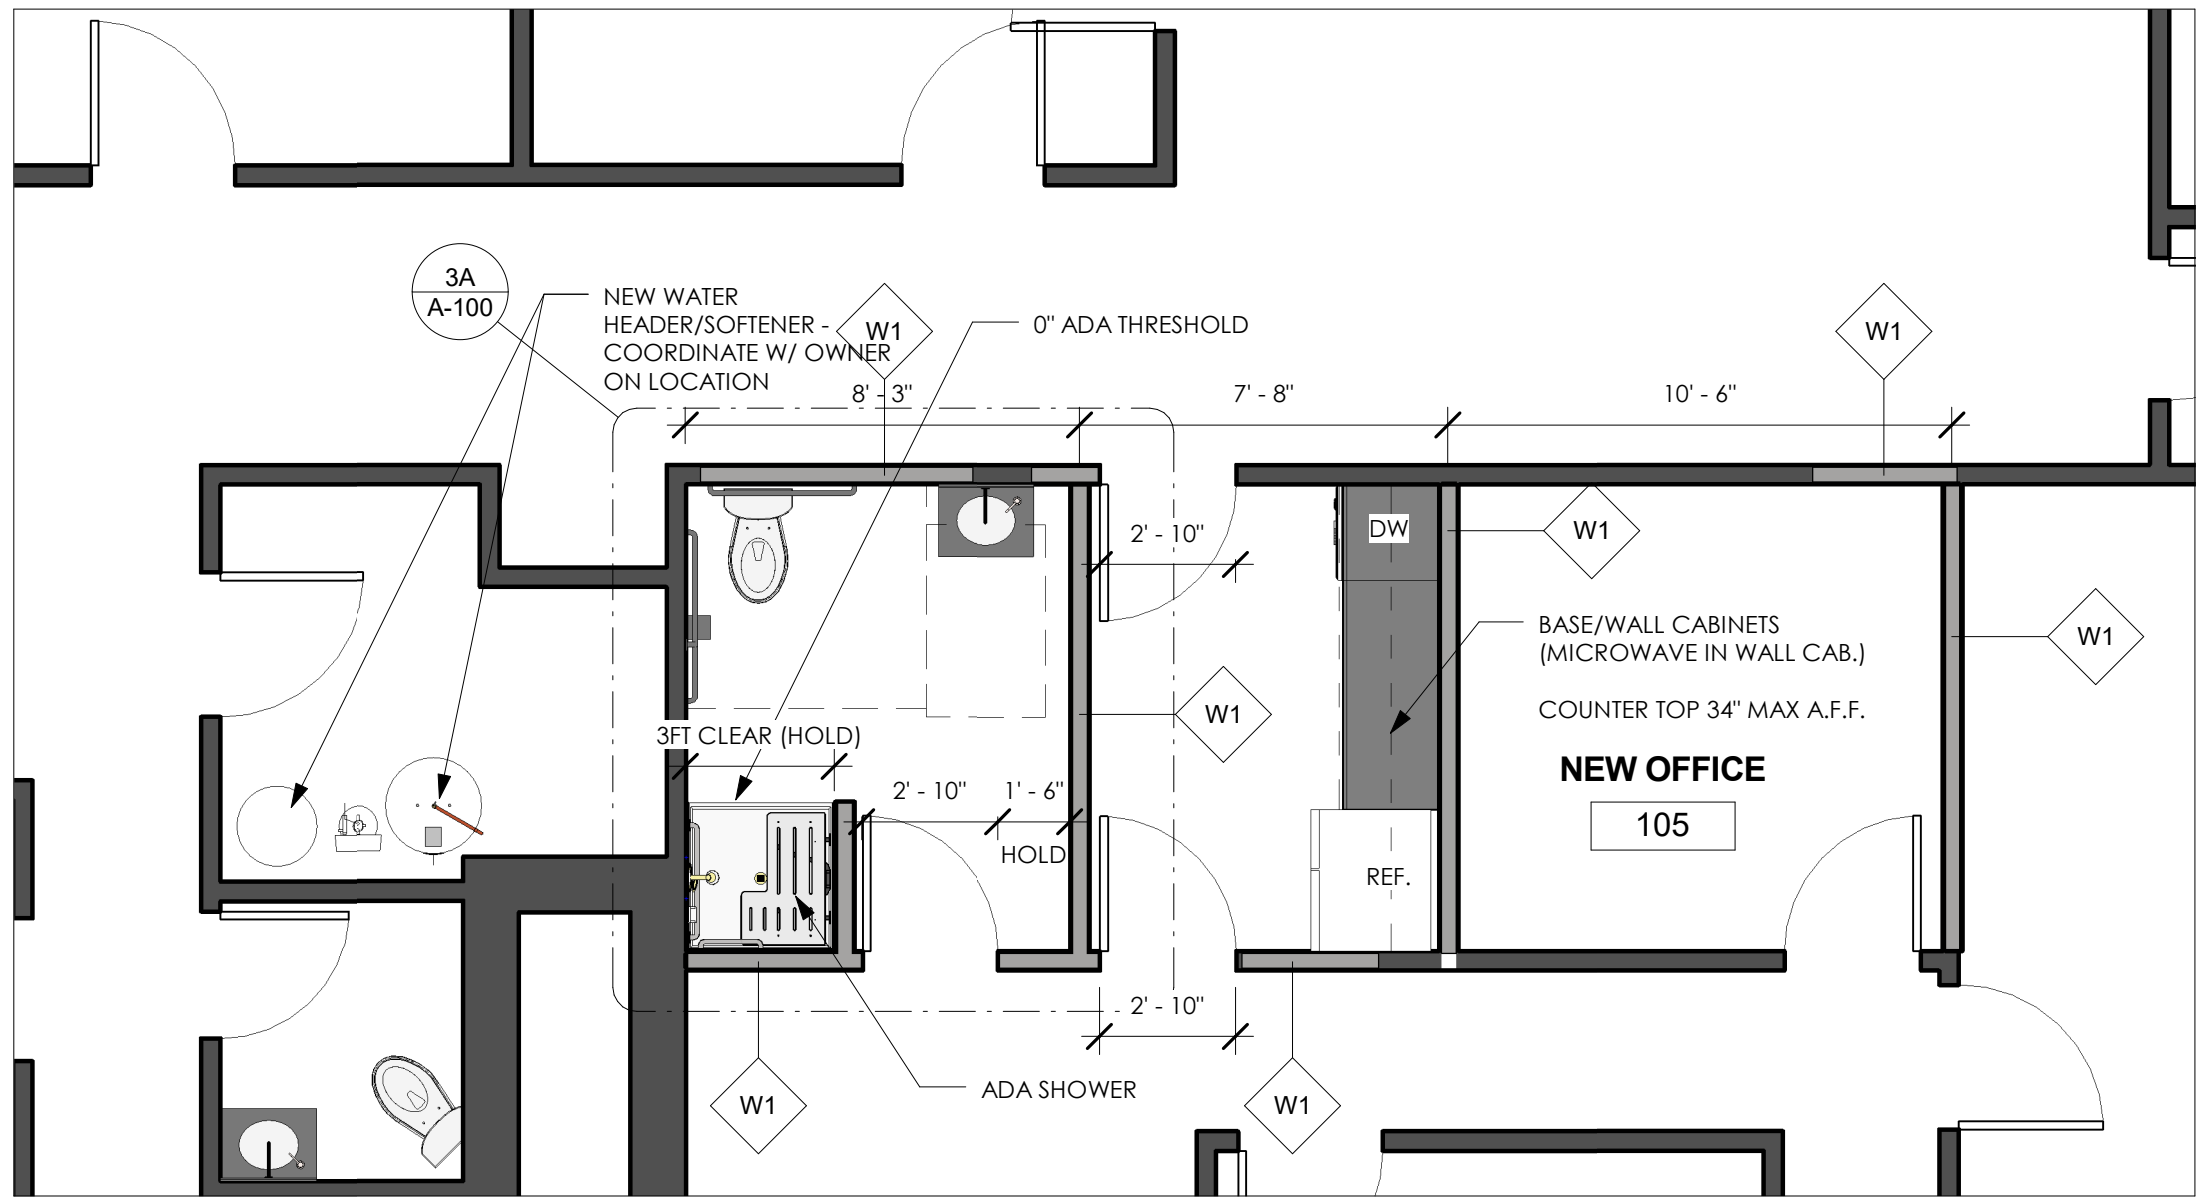 3A
A-100
NEW WATER
HEADER/SOFTENER -
COORDINATE W/ OWNER
ON LOCATION
W1
0" ADA THRESHOLD
W1
8' - 3"
7' - 8"
10' - 6"
DW
W1
2' - 10"
BASE/WALL CABINETS
(MICROWAVE IN WALL CAB.)
COUNTER TOP 34" MAX A.F.F.
W1
W1
3FT CLEAR (HOLD)
NEW OFFICE
105
2' - 10"
1' - 6"
HOLD
REF.
2' - 10"
ADA SHOWER
W1
W1